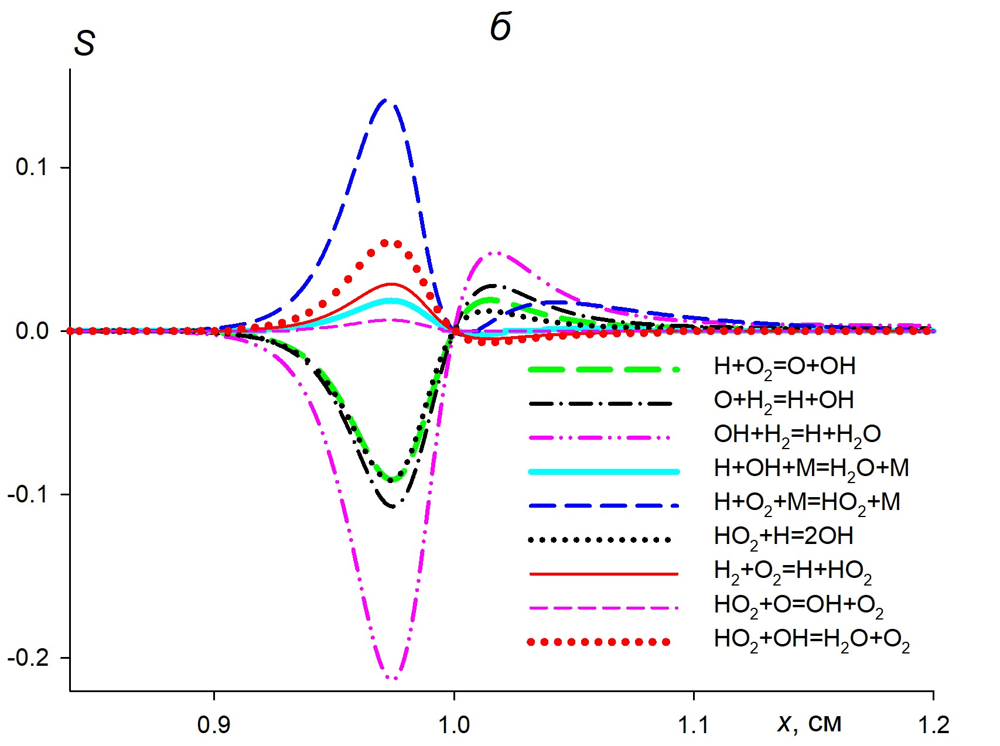 б
S
0.1
0.0
-0.1
-0.2
H+O₂=O+OH
O+H₂=H+OH
OH+H₂=H+H₂O
H+OH+M=H₂O+M
H+O₂+M=HO₂+M
HO₂+H=2OH
H₂+O₂=H+HO₂
HO₂+O=OH+O₂
HO₂+OH=H₂O+O₂
0.9 1.0 1.1 x, см 1.2